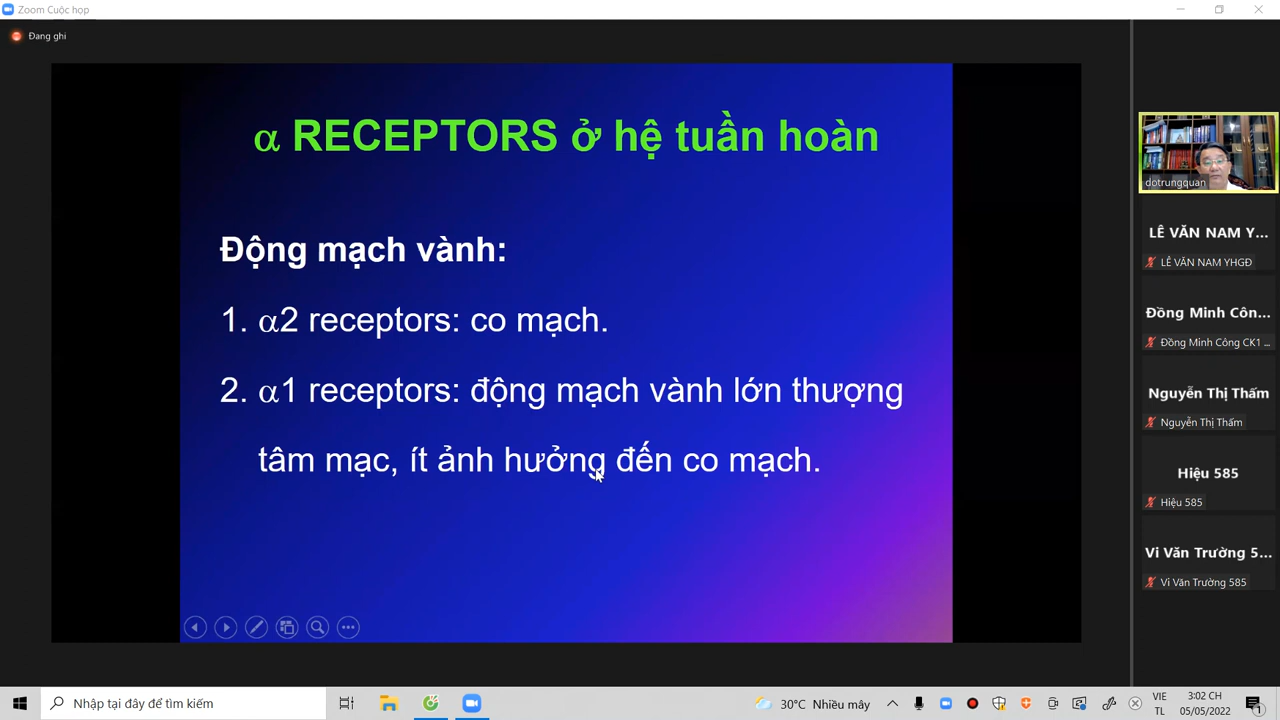 Zoom Cuộc họp
Đang ghi
α RECEPTORS ở hệ tuần hoàn
Động mạch vành:
1. α2 receptors: co mạch.
2. α1 receptors: động mạch vành lớn thượng
tâm mạc, ít ảnh hưởng đến co mạch.
dotrungquan
LÊ VĂN NAM Y...
LÊ VĂN NAM YHGĐ
Đồng Minh Côn...
Đồng Minh Công CK1 ...
Nguyễn Thị Thấm
Nguyễn Thị Thấm
Hiệu 585
Hiệu 585
Vi Văn Trường 5...
Vi Văn Trường 585
Nhập tại đây để tìm kiếm
30°C Nhiều mây
VIE
TL
3:02 CH
05/05/2022
1